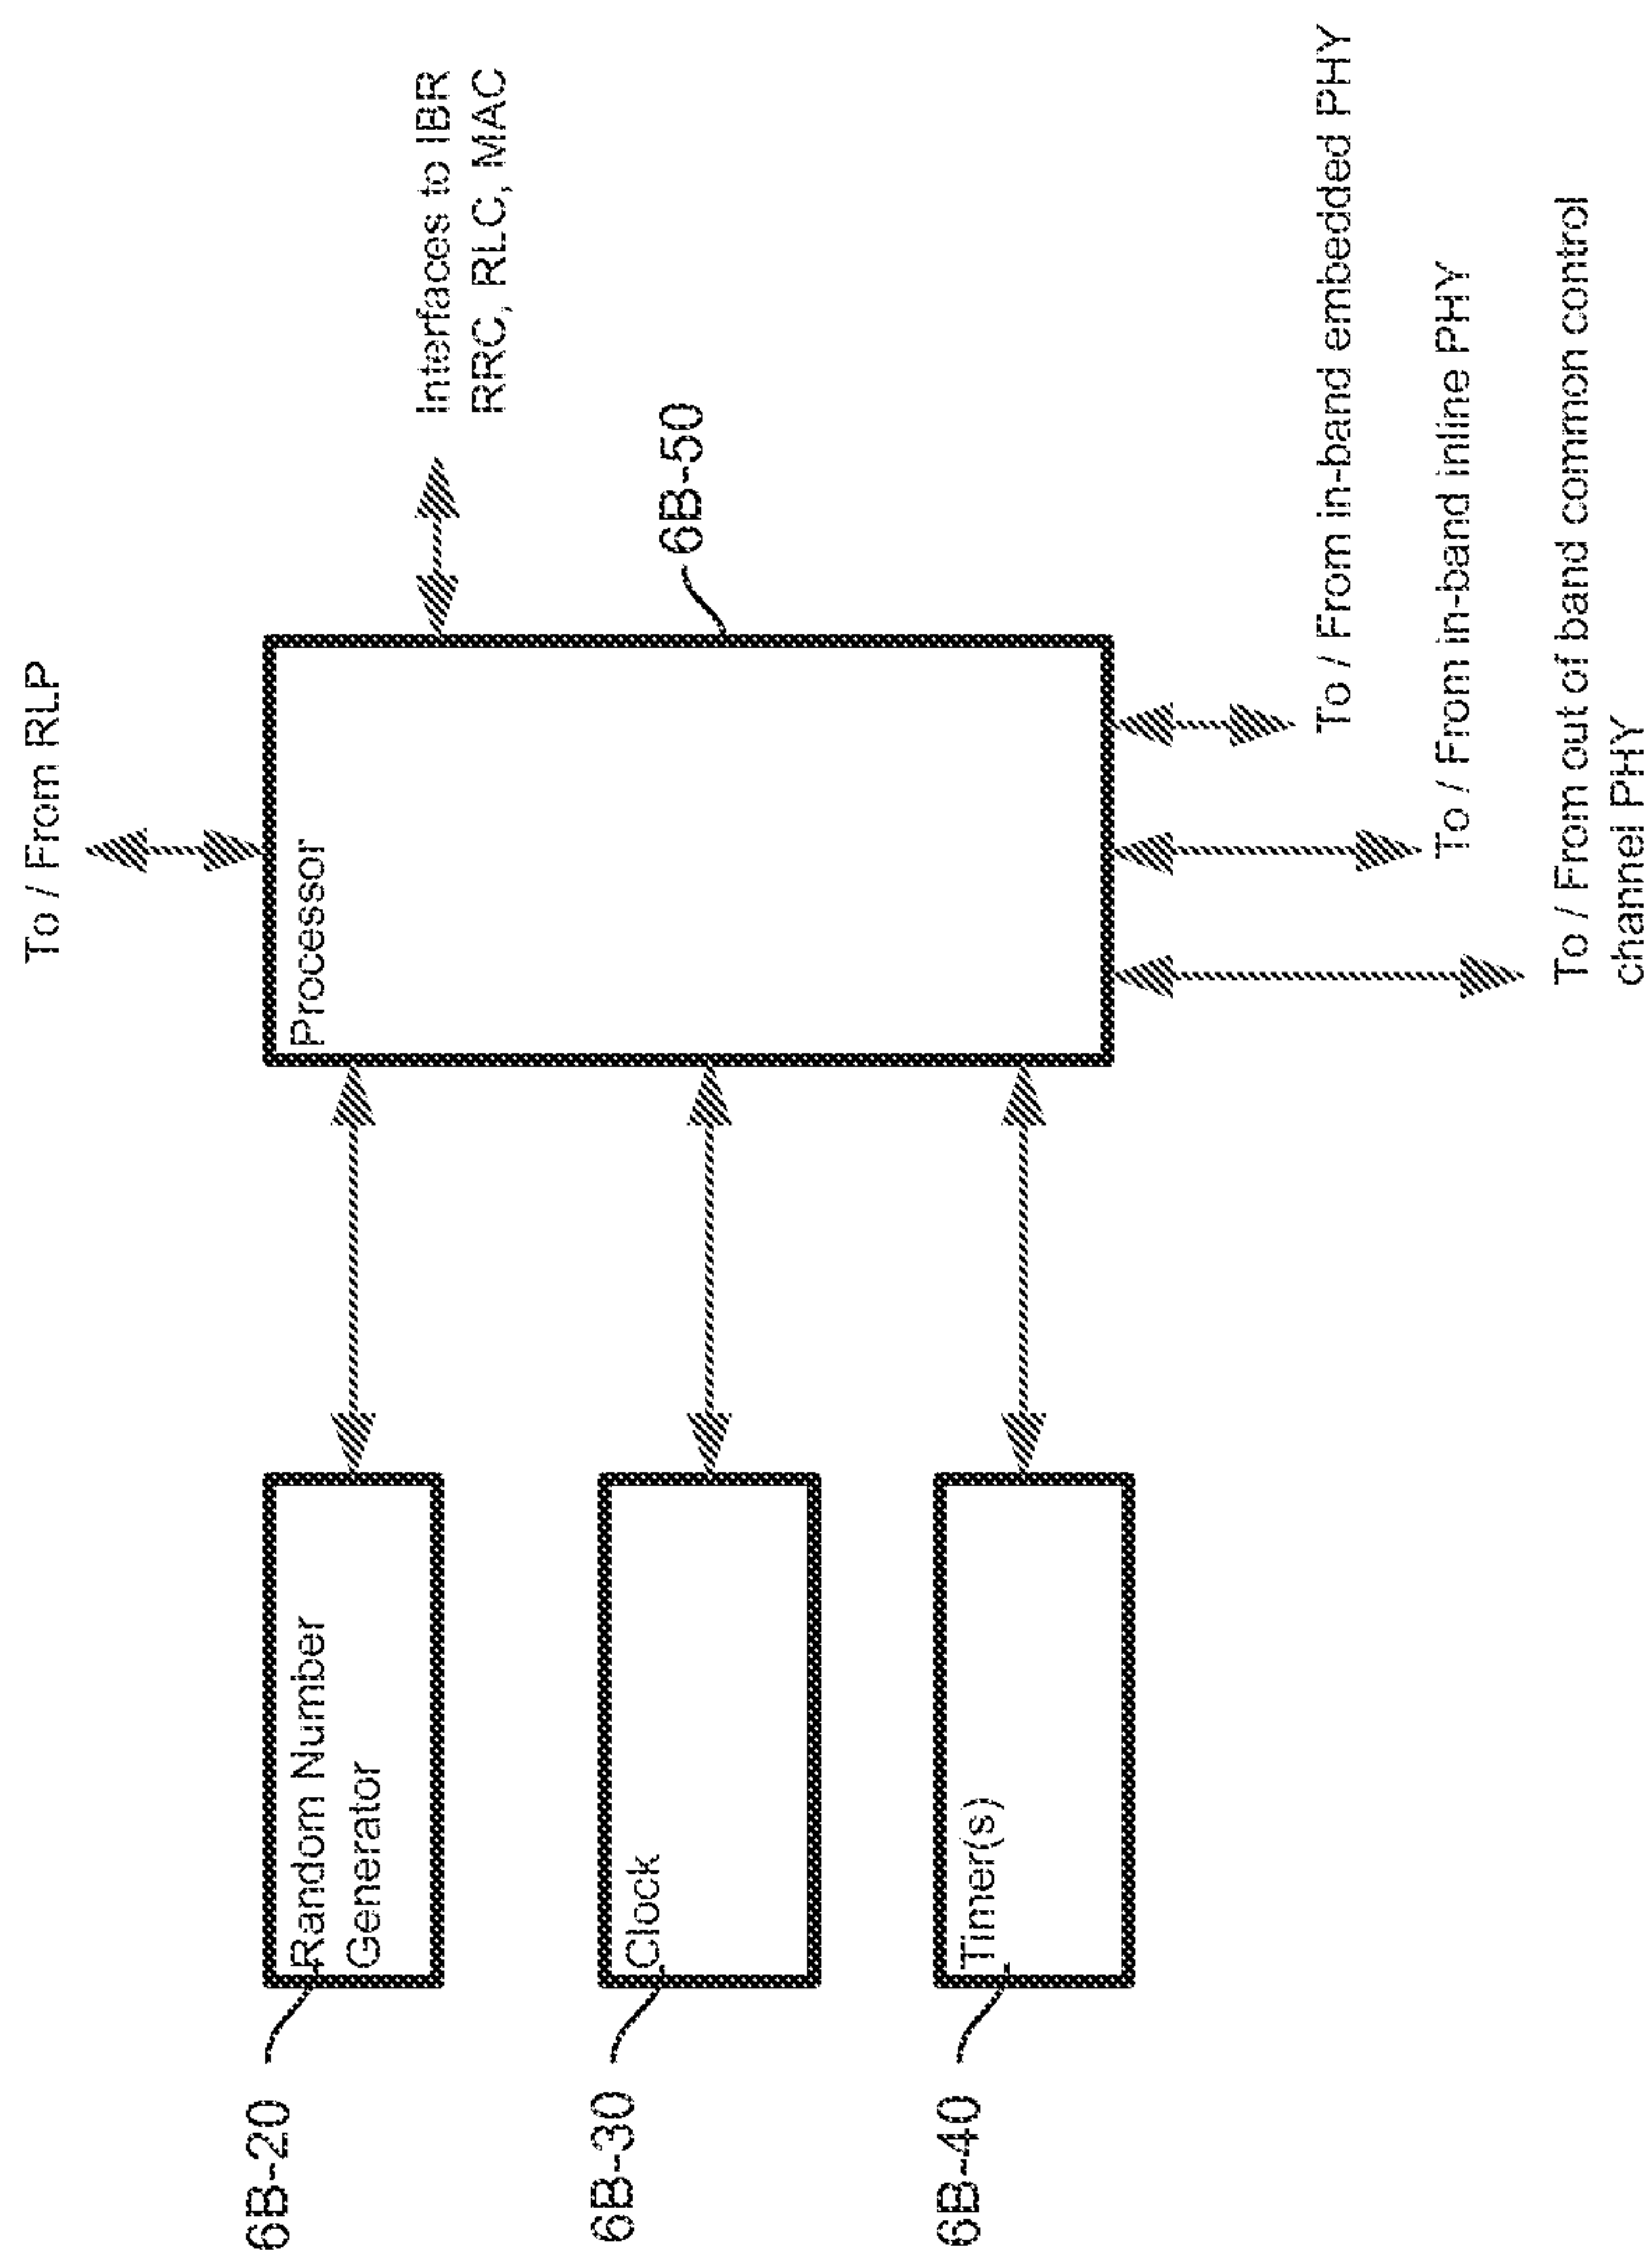 To / From RLP
6B-20
Random Number
Generator
Processor
Interfaces to IBR
RRC, RLC, MAC
6B-30
Clock
6B-50
6B-40
Timer(s)
To / From in-band embedded PHY
To / From in-band inline PHY
To / From out of band common control
channel PHY